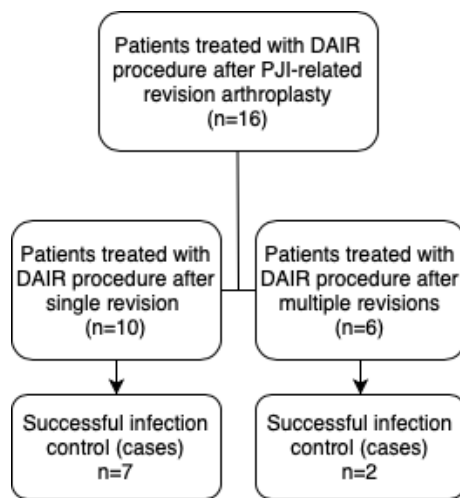 Patients treated with DAIR
procedure after PJI-related
revision arthroplasty
(n=16)
Patients treated with
DAIR procedure after
single revision
(n=10)
Patients treated with
DAIR procedure after
multiple revisions
(n=6)
Successful infection
control (cases)
n=7
Successful infection
control (cases)
n=2